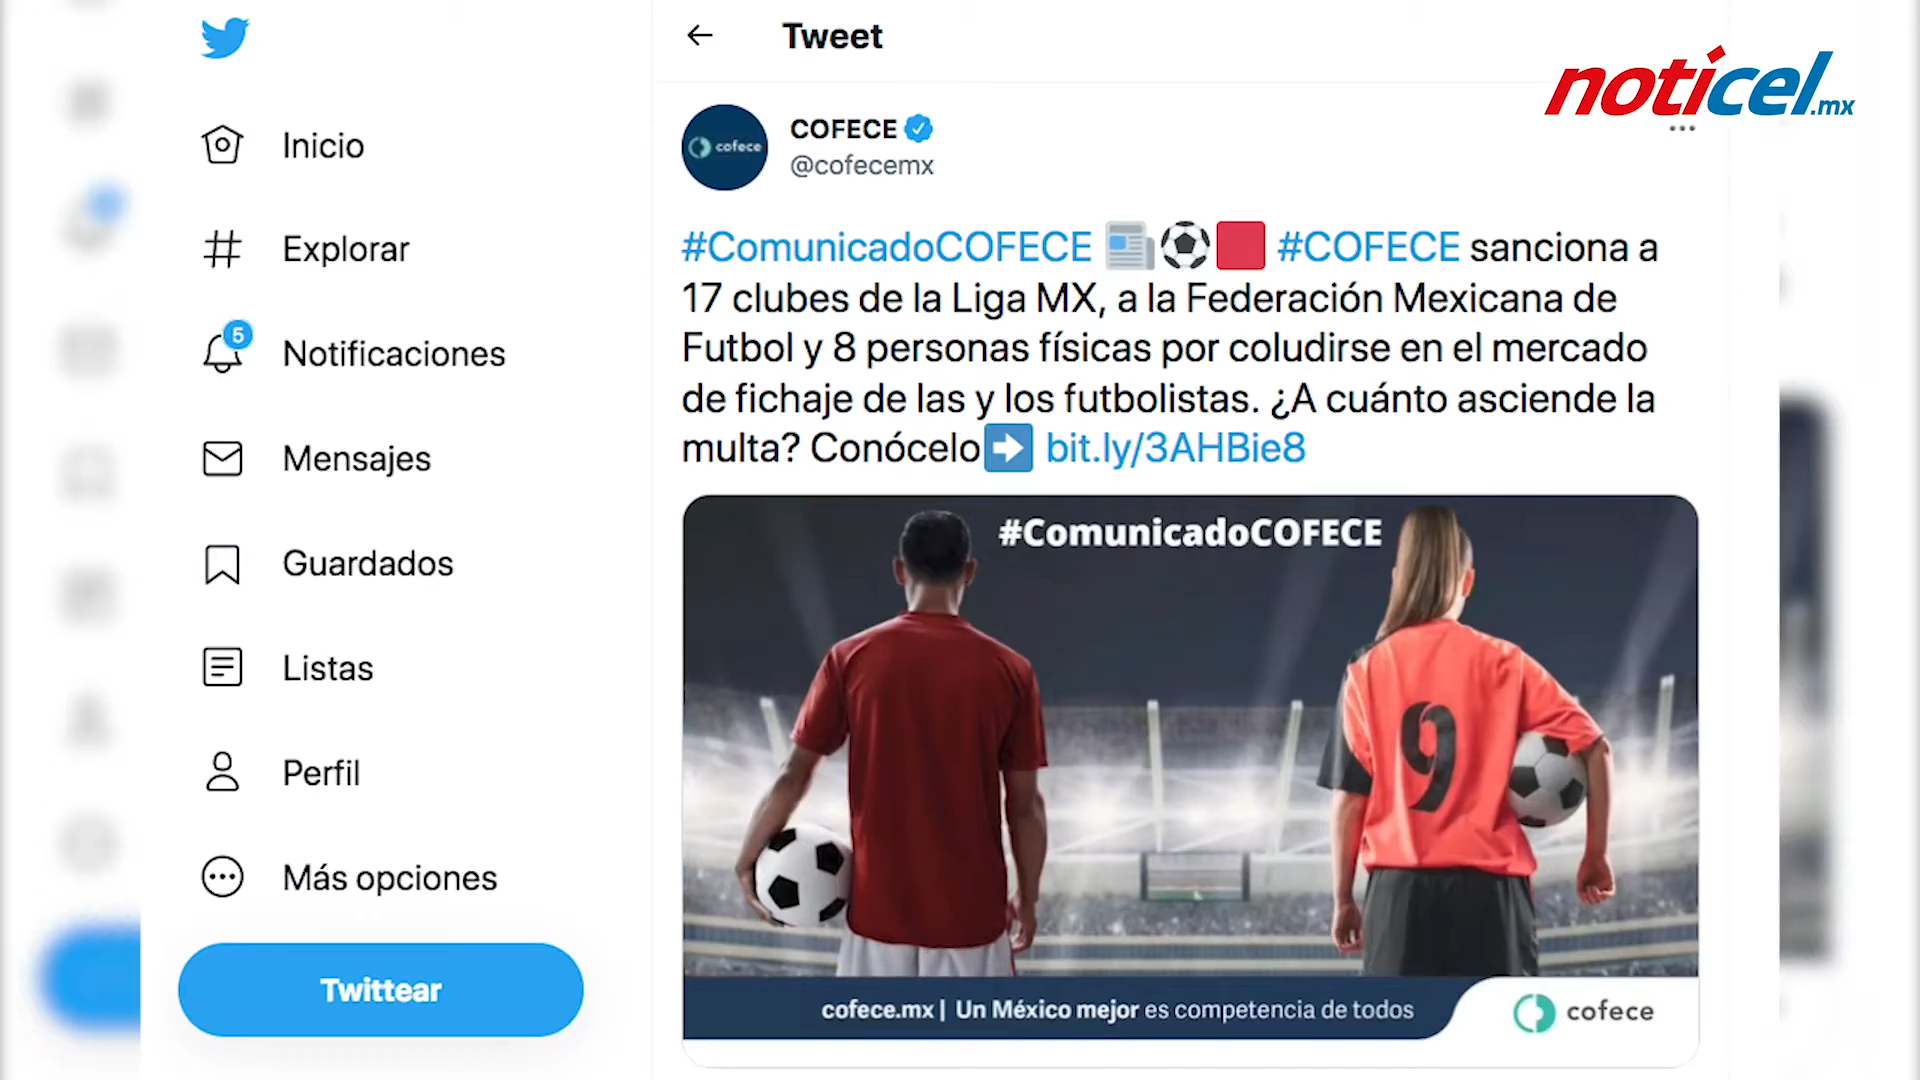 Tweet
noticel.mx
Inicio
Explorar
5
Notificaciones
Mensajes
Guardados
Listas
Perfil
Más opciones
Twittear
cofece
COFECE
@cofecemx
#ComunicadoCOFECE #COFECE sanciona a
17 clubes de la Liga MX, a la Federación Mexicana de
Futbol y 8 personas físicas por coludirse en el mercado
de fichaje de las y los futbolistas. ¿A cuánto asciende la
multa? Conócelo bit.ly/3AHBie8
#ComunicadoCOFECE
9
cofece.mx | Un México mejor es competencia de todos
cofece